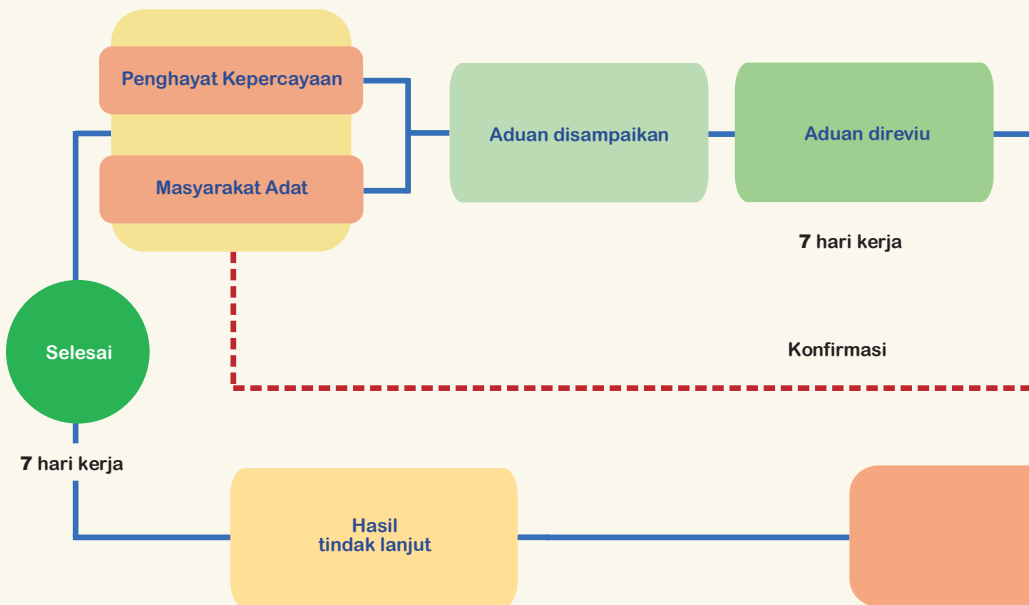 Penghayat Kepercayaan
Masyarakat Adat
Aduan disampaikan
Aduan direviu
7 hari kerja
Konfirmasi
Selesai
7 hari kerja
Hasil
tindak lanjut